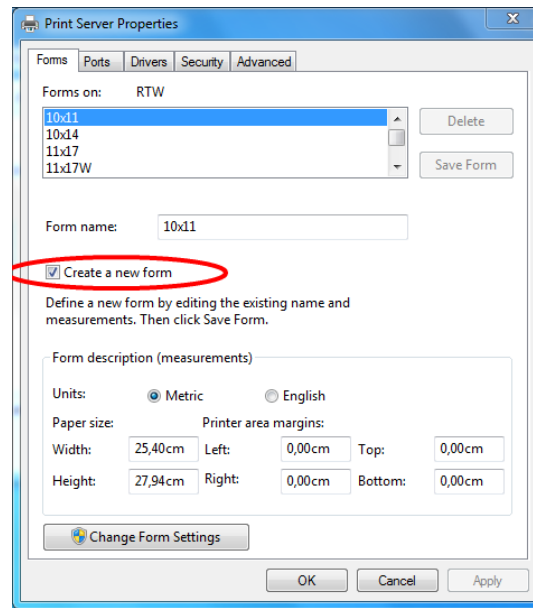 Print Server Properties
Forms Ports Drivers Security Advanced
Forms on: RTW
10x11
10x14
11x17
11x17W
Delete
Save Form
Form name: 10x11
Create a new form
Define a new form by editing the existing name and
measurements. Then click Save Form.
Form description (measurements)
Units: Metric English
Paper size: Printer area margins:
Width: 25,40cm Left: 0,00cm Top: 0,00cm
Height: 27,94cm Right: 0,00cm Bottom: 0,00cm
Change Form Settings
OK Cancel Apply